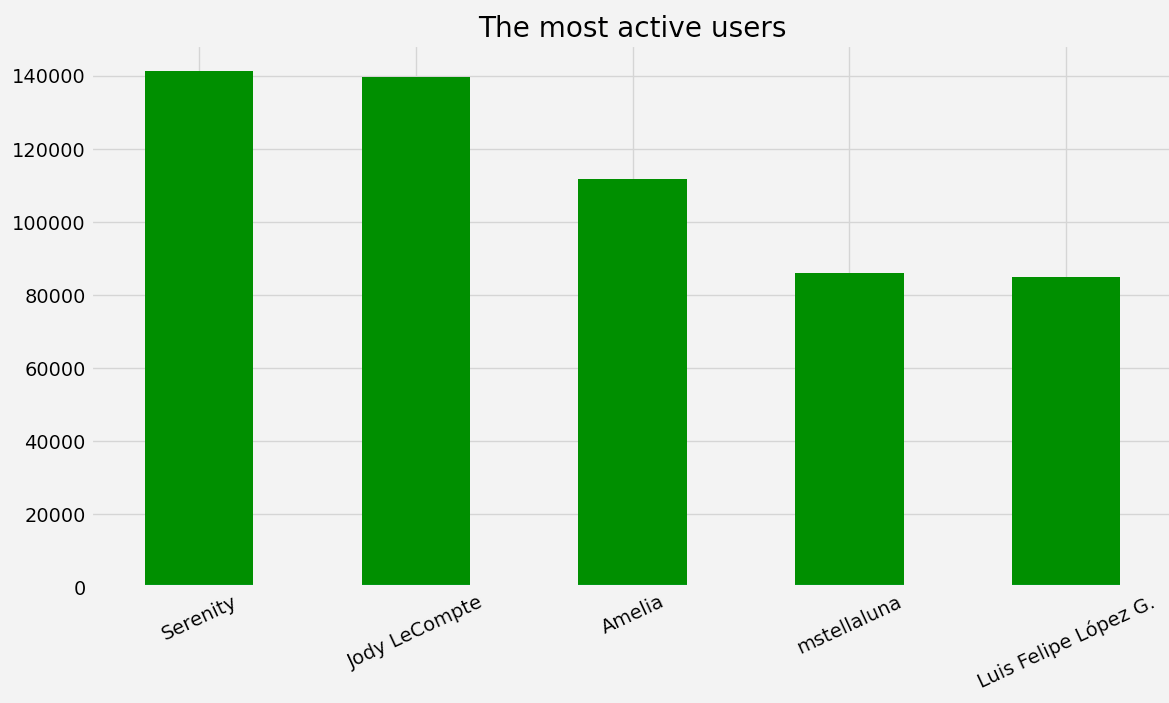 The most active users
140000
120000
100000
80000
60000
40000
20000
0
Serenity
Jody LeCompte
Amelia
mstellaluna
Luis Felipe López G.